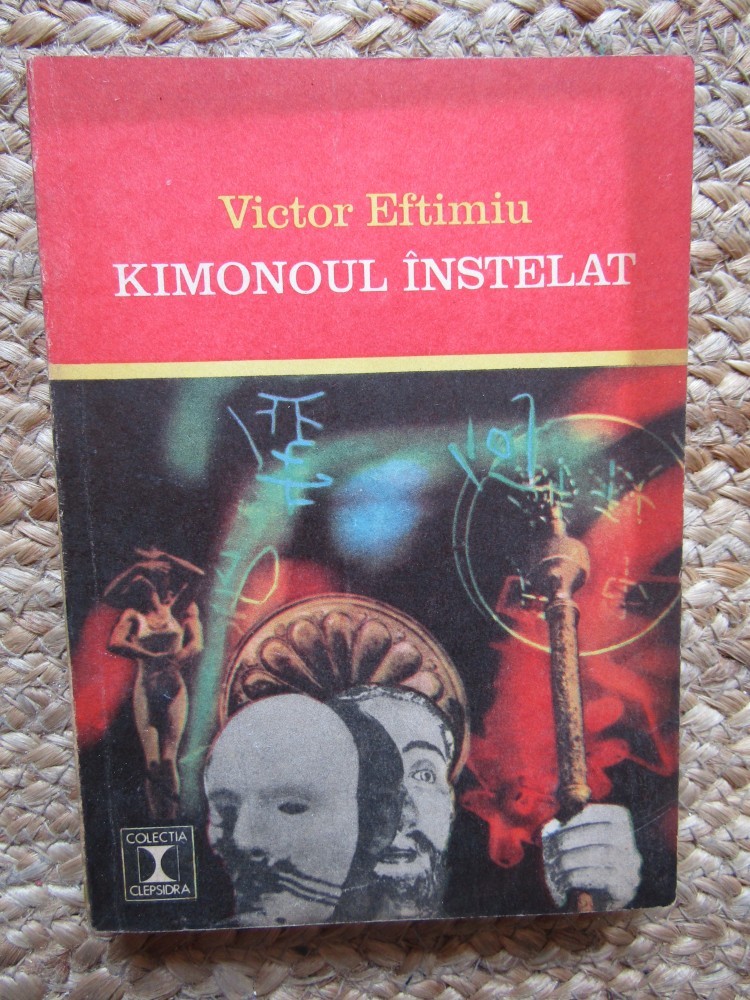 Victor Eftimiu
KIMONOUL ÎNSTELAT
COLECȚIA
CLEPSIDRA